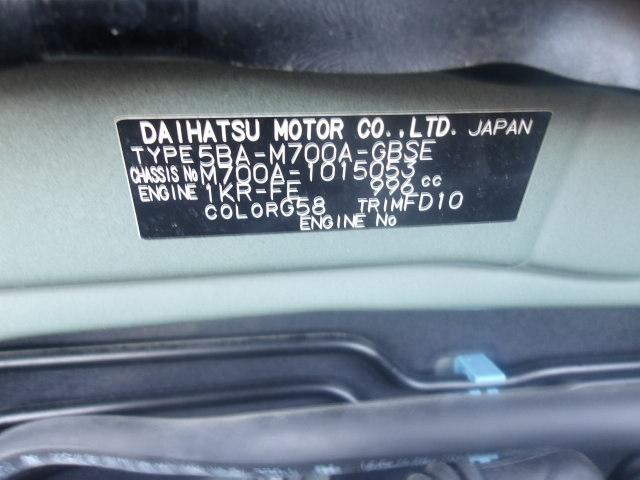 DAIHATSU MOTOR CO.,LTD. JAPAN
TYPE 5BA-M700A-GBSE
CHASSIS No M700A-1015053
ENGINE 1KR-FE 996 cc
COLOR G58 TRIM FD10
ENGINE No